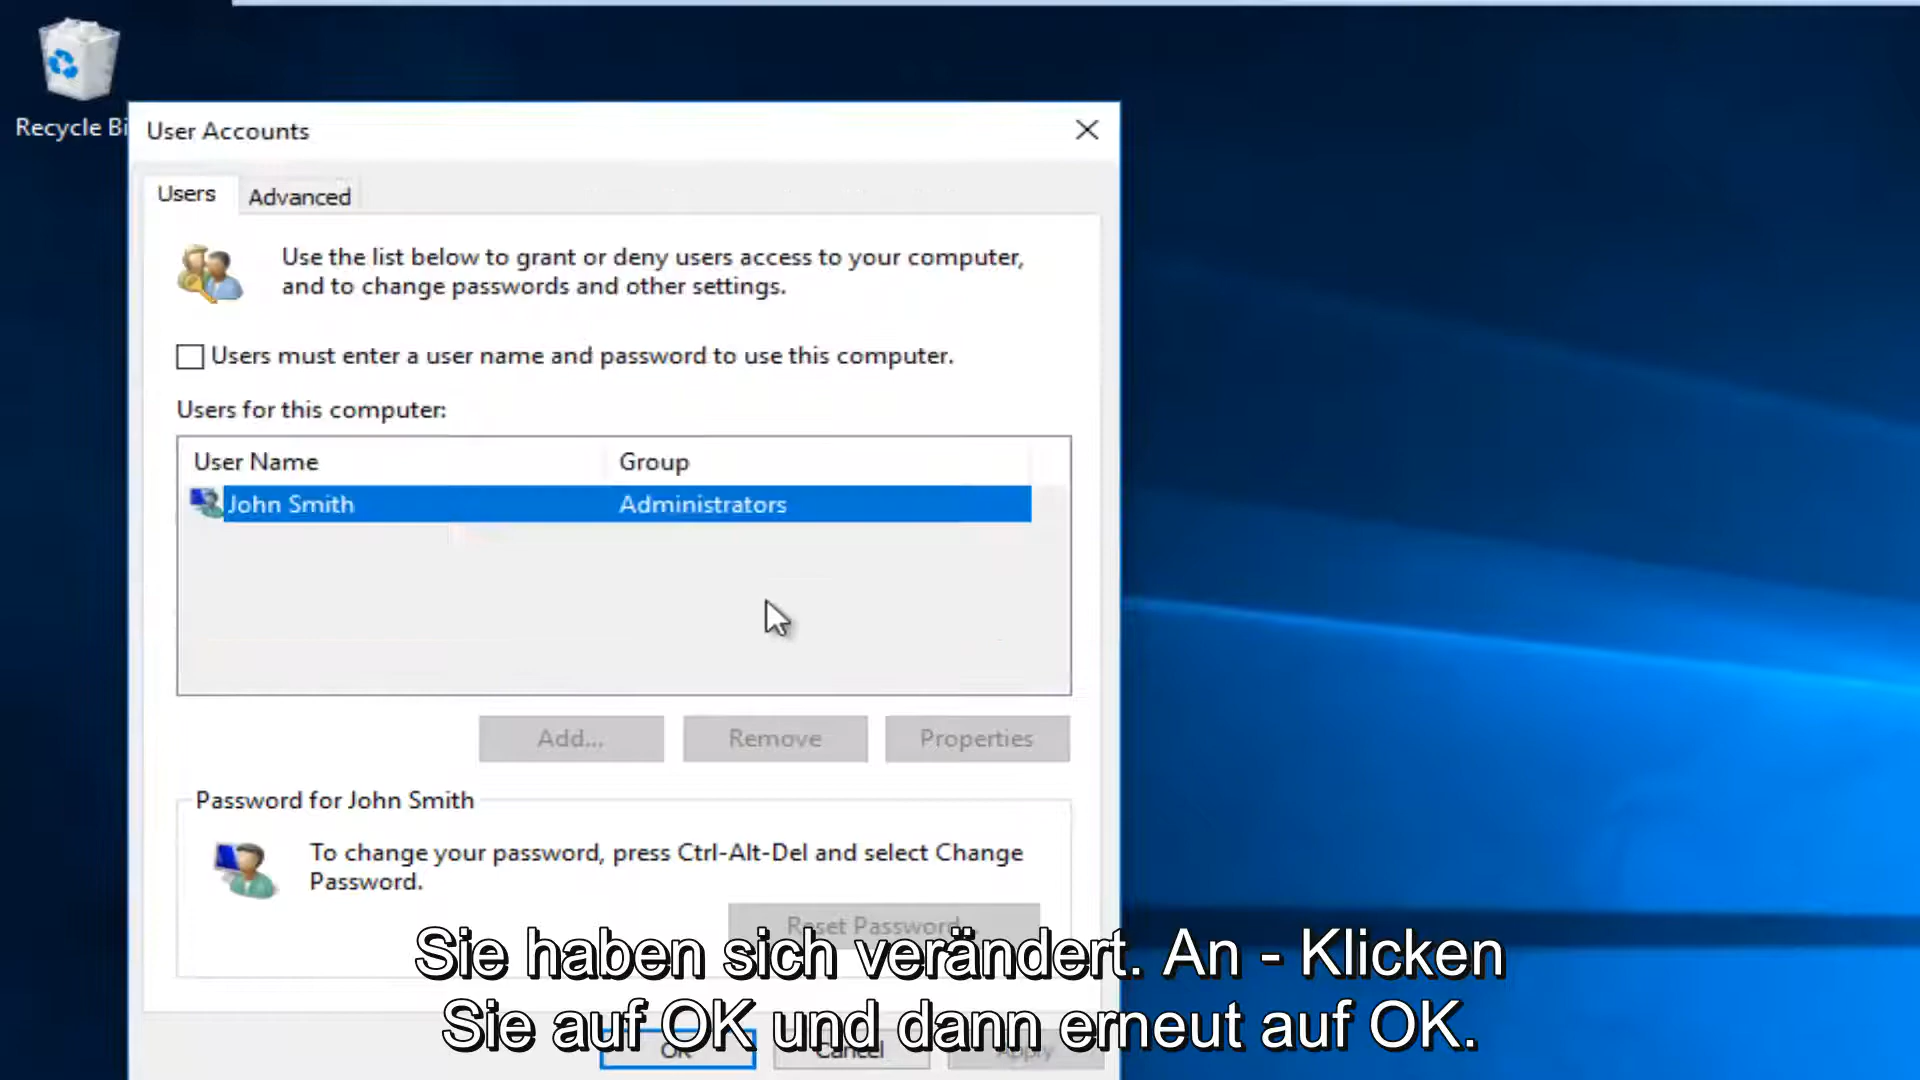 Recycle Bi
User Accounts
Users
Advanced
Use the list below to grant or deny users access to your computer,
and to change passwords and other settings.
Users must enter a user name and password to use this computer.
Users for this computer:
User Name
Group
John Smith
Administrators
Add...
Remove
Properties
Password for John Smith
To change your password, press Ctrl-Alt-Del and select Change
Password.
Reset Password...
Sie haben sich verändert. An - Klicken
Sie auf OK und dann erneut auf OK.
OK
Cancel
Apply